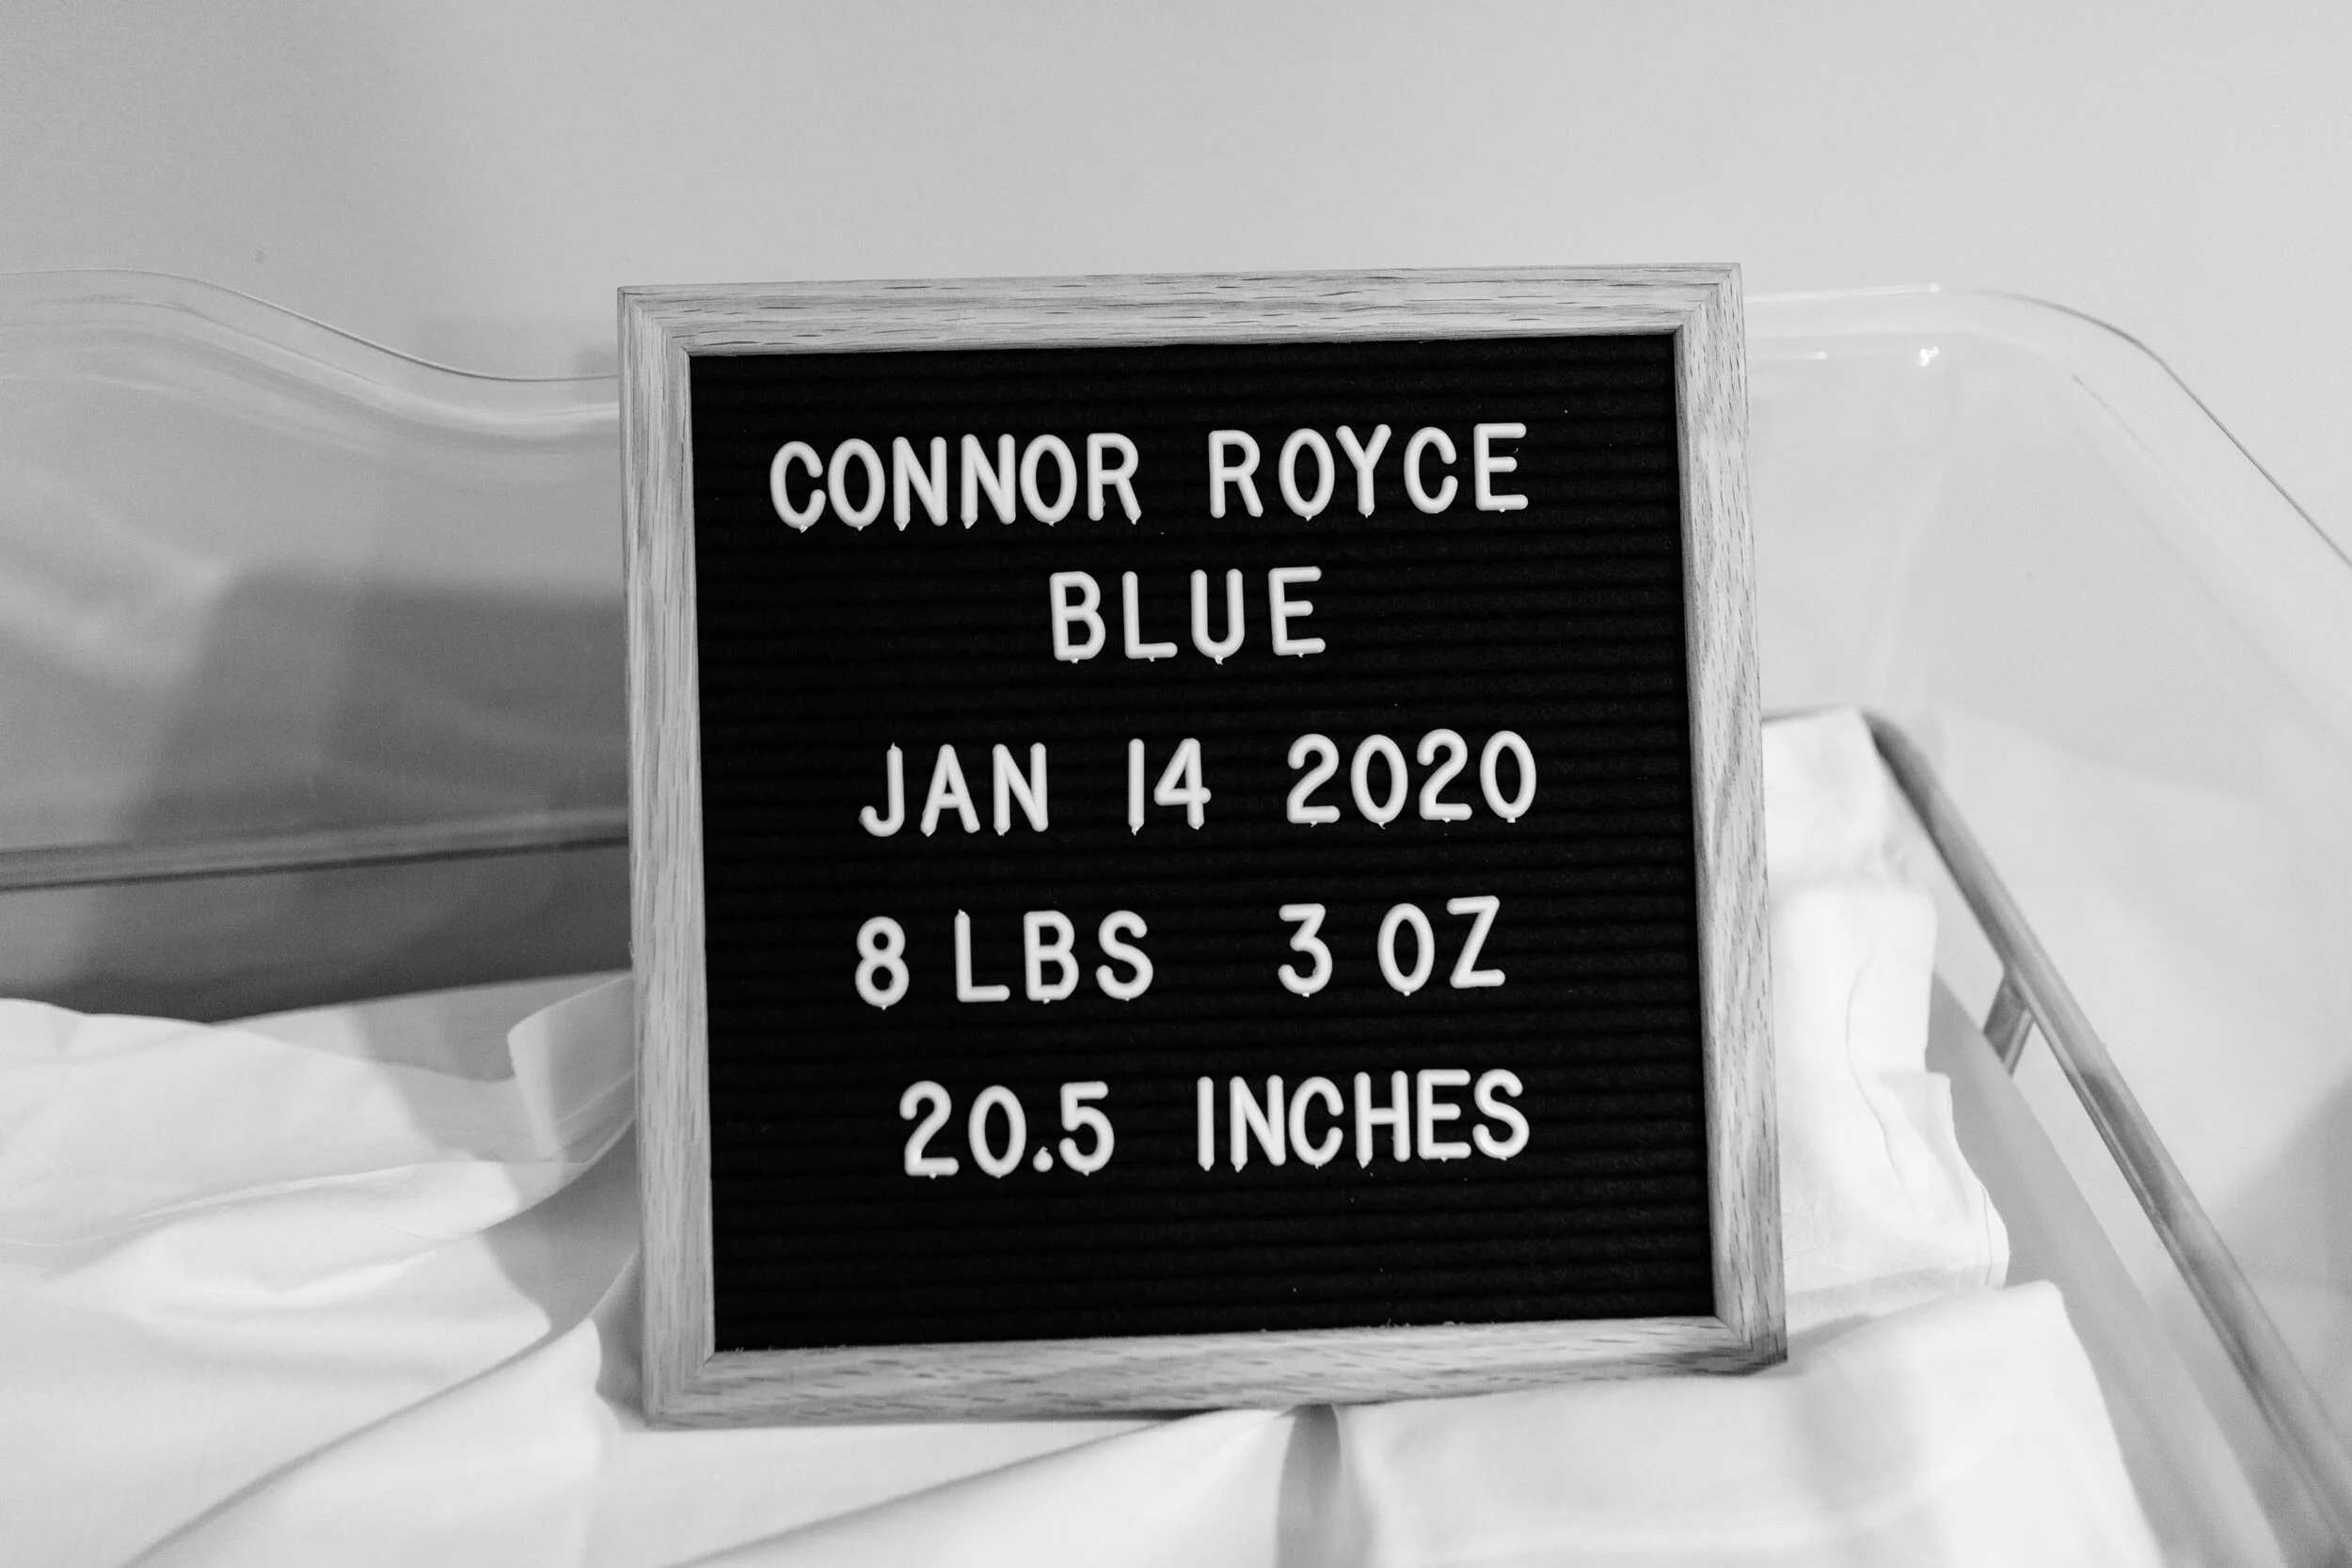 CONNOR ROYCE
BLUE
JAN 14 2020
8 LBS 3 OZ
20.5 INCHES